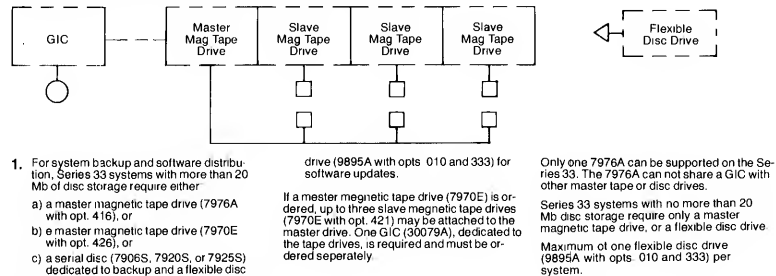 GIC
Master
Mag Tape
Drive
Slave
Mag Tape
Drive
Slave
Mag Tape
Drive
Slave
Mag Tape
Drive
Flexible
Disc Drive
1. For system backup and software distribu-
tion, Series 33 systems with more than 20
Mb of disc storage require either
a) a master magnetic tape drive (7976A
with opt. 416), or
b) e master magnetic tape drive (7970E
with opt. 426), or
c) a serial disc (7906S, 7920S, or 7925S)
dedicated to backup and a flexible disc
drive (9895A with opts 010 and 333) for
software updates.
If a mester megnetic tape drive (7970E) is or-
dered, up to three slave megnetic tape drives
(7970E with opt. 421) may be attached to the
master drive. One GIC (30079A), dedicated to
the tape drives, is required and must be or-
dered seperately.
Only one 7976A can be supported on the Se-
ries 33. The 7976A can not share a GIC with
other master tape or disc drives.
Series 33 systems with no more than 20
Mb disc storage require only a master
magnetic tape drive, or a flexible disc drive
Maximum of one flexible disc drive
(9895A with opts 010 and 333) per
system.